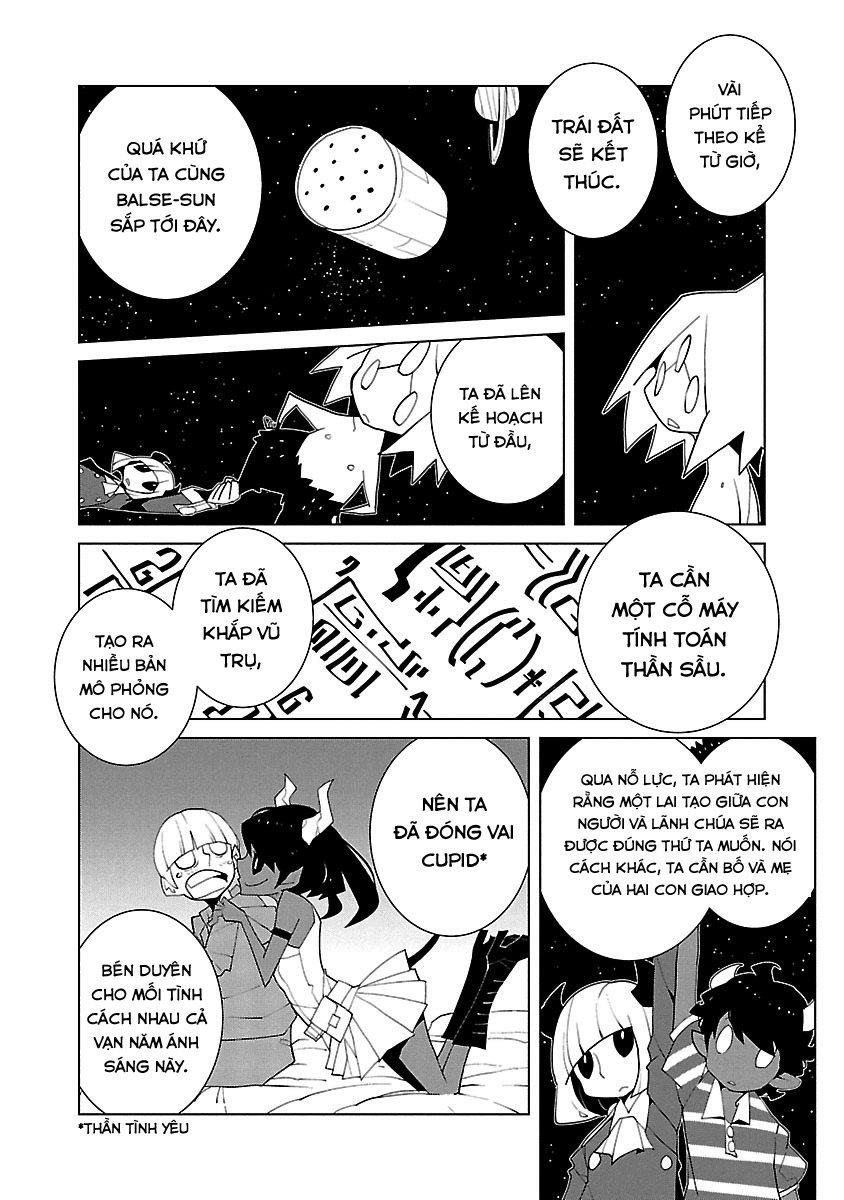 VÀI
PHÚT TIẾP
THEO KỂ
TỪ GIỜ,
TRÁI ĐẤT
SẼ KẾT
THÚC.
QUÁ KHỨ
CỦA TA CÙNG
BALSE-SUN
SẮP TỚI ĐÂY.
TA ĐÃ LÊN
KẾ HOẠCH
TỪ ĐẦU,
TA CẦN
MỘT CỖ MÁY
TÍNH TOÁN
THẦN SẦU.
TA ĐÃ
TÌM KIẾM
KHẮP VŨ
TRỤ,
TẠO RA
NHIỀU BẢN
MÔ PHỎNG
CHO NÓ.
QUA NỖ LỰC, TA PHÁT HIỆN
RẰNG MỘT LAI TẠO GIỮA CON
NGƯỜI VÀ LÃNH CHÚA SẼ RA
ĐƯỢC ĐÚNG THỨ TA MUỐN. NÓI
CÁCH KHÁC, TA CẦN BỐ VÀ MẸ
CỦA HAI CON GIAO HỢP.
NÊN TA
ĐÃ ĐÓNG VAI
CUPID*
BÉN DUYÊN
CHO MỐI TÌNH
CÁCH NHAU CẢ
VẠN NĂM ÁNH
SÁNG NÀY.
*THẦN TÌNH YÊU